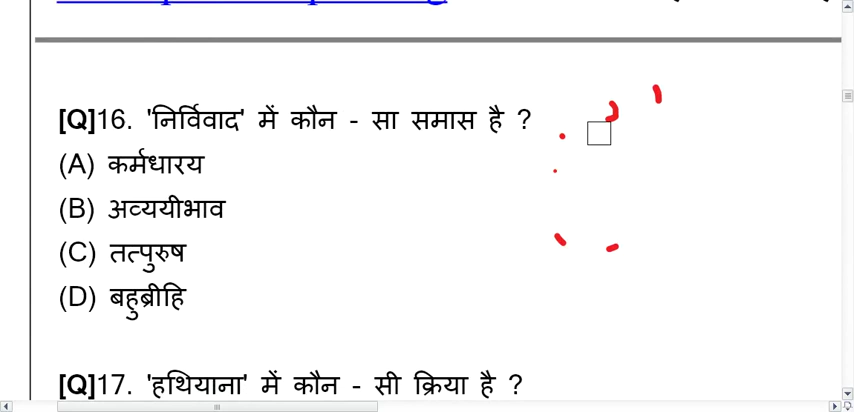 [Q]16. 'निर्विवाद' में कौन - सा समास है ?
(A) कर्मधारय
(B) अव्ययीभाव
(C) तत्पुरुष
(D) बहुब्रीहि
[Q]17. 'हथियाना' में कौन - सी क्रिया है ?